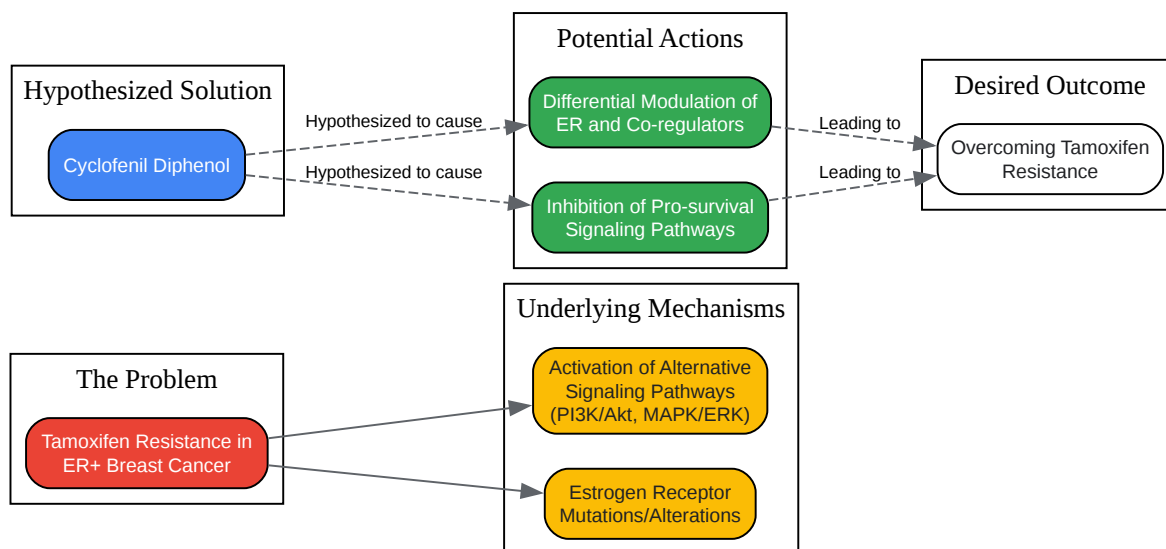 Hypothesized Solution
Cyclofenil Diphenol
Hypothesized to cause
Hypothesized to cause
Potential Actions
Differential Modulation of
ER and Co-regulators
Inhibition of Pro-survival
Signaling Pathways
Leading to
Leading to
Desired Outcome
Overcoming Tamoxifen
Resistance
The Problem
Tamoxifen Resistance in
ER+ Breast Cancer
Underlying Mechanisms
Activation of Alternative
Signaling Pathways
(PI3K/Akt, MAPK/ERK)
Estrogen Receptor
Mutations/Alterations